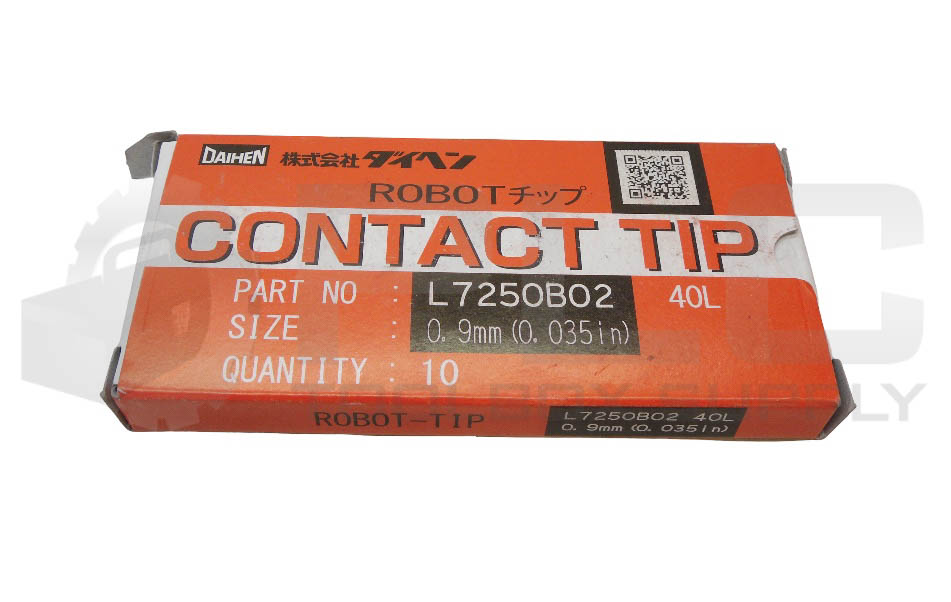 DAIHEN 株式会社 ダイヘン
ROBOTチップ
CONTACT TIP
PART NO : L7250B02 40L
SIZE : 0.9mm(0.035in)
QUANTITY : 10
ROBOT-TIP
L7250B02 40L
0.9mm(0.035in)
SUPPLY